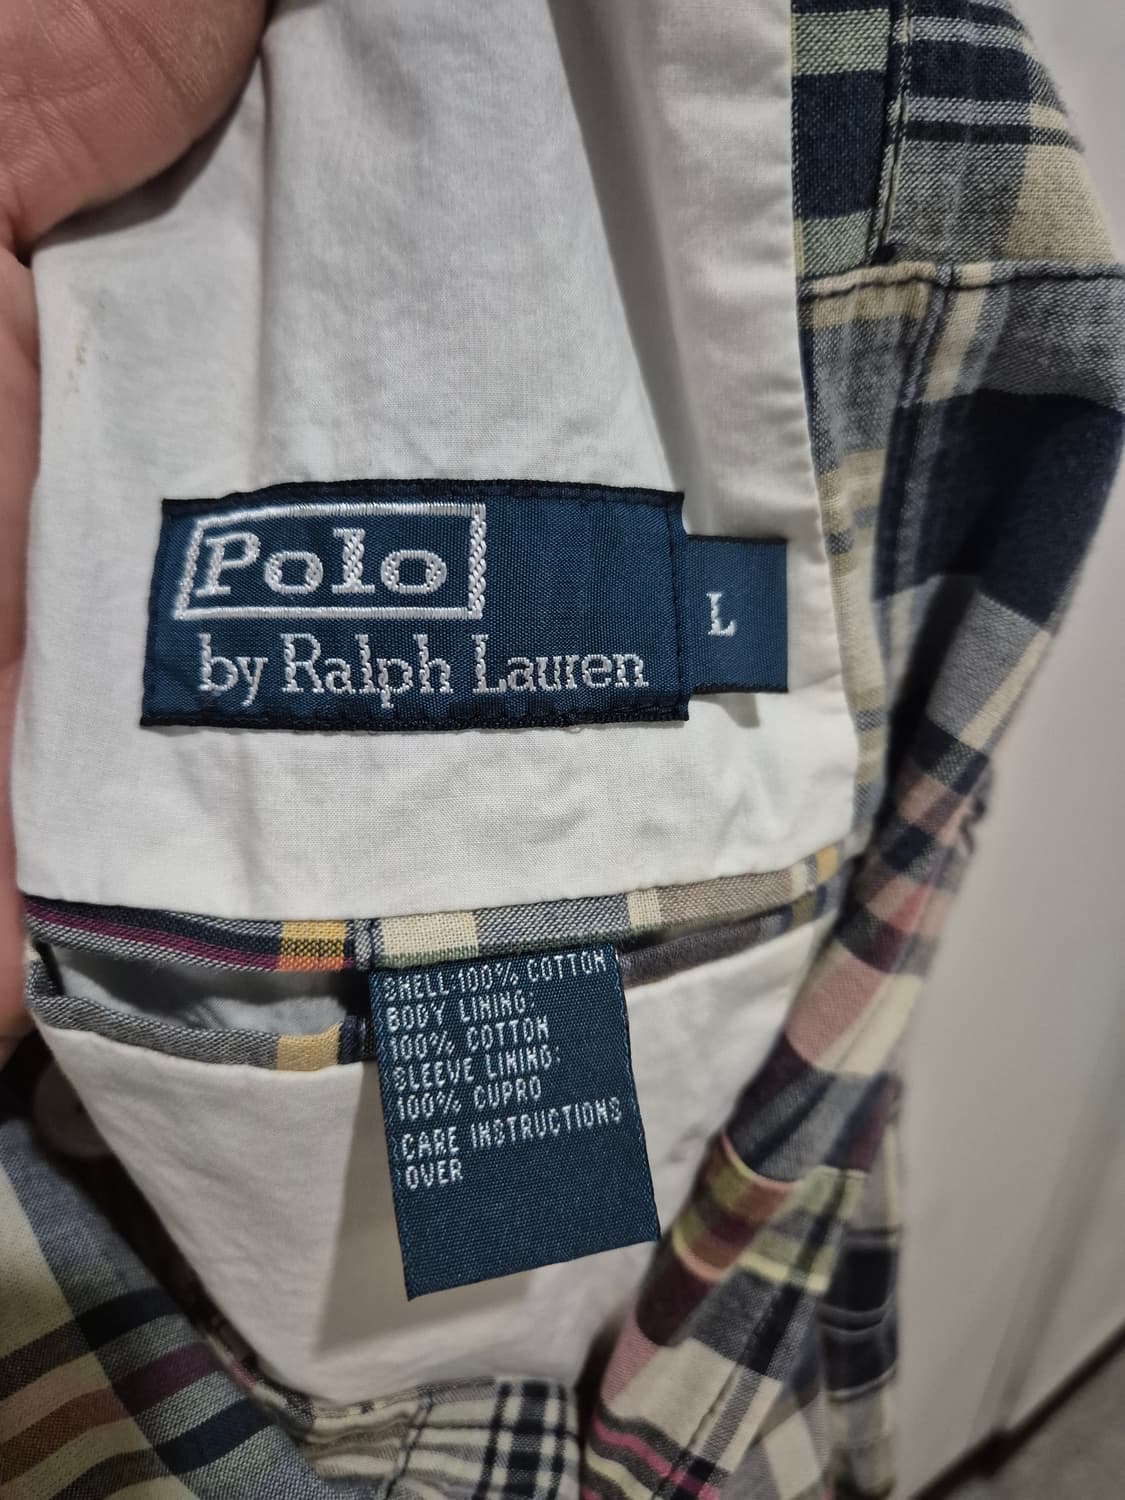 Polo
by Ralph Lauren
L
SHELL:100% COTTON
BODY LINING:
100% COTTON
SLEEVE LINING:
100% CUPRO
CARE INSTRUCTIONS
OVER